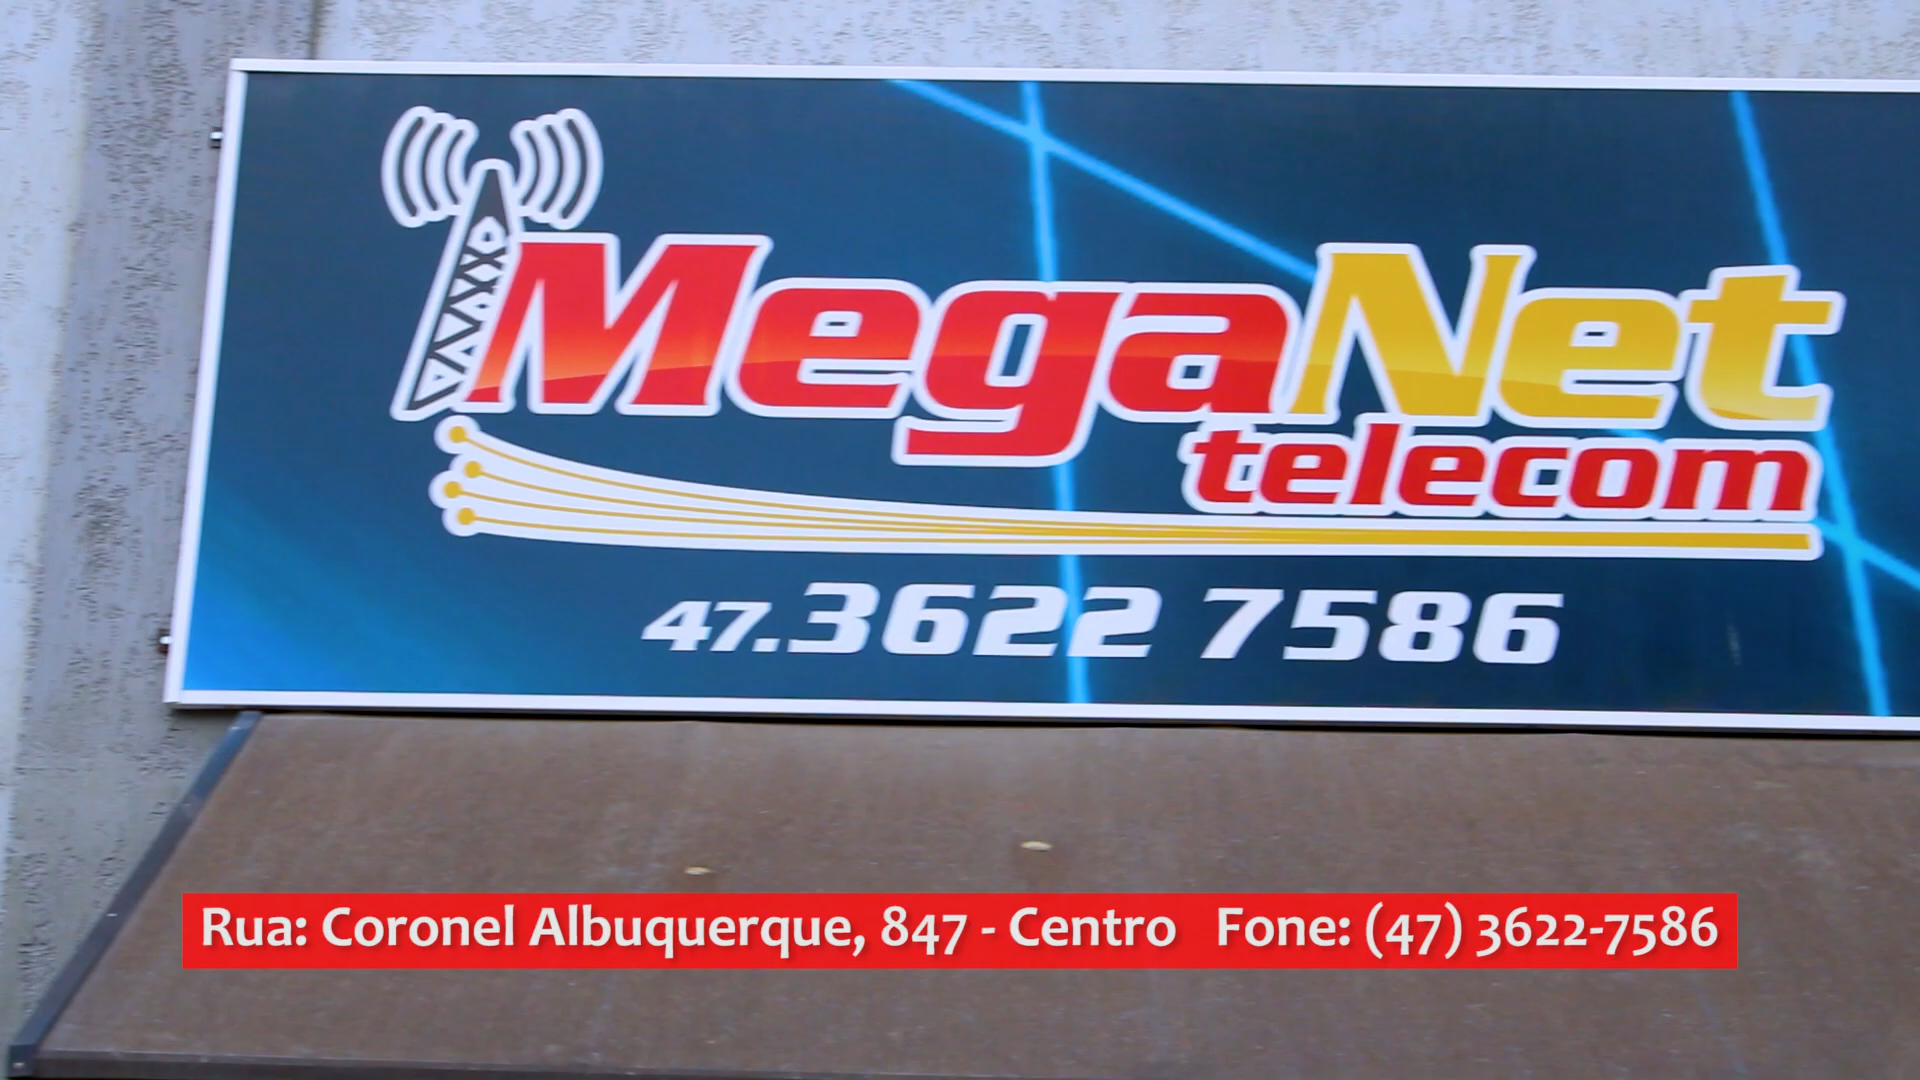 MegaNet
telecom
47.3622 7586
Rua: Coronel Albuquerque, 847 - Centro Fone: (47) 3622-7586